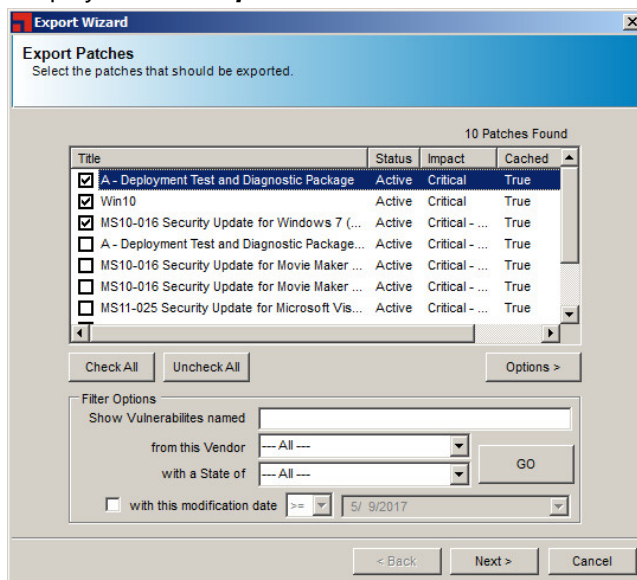 Export Wizard
Export Patches
Select the patches that should be exported.
10 Patches Found
Title Status Impact Cached
A - Deployment Test and Diagnostic Package Active Critical True
Win10 Active Critical True
MS10-016 Security Update for Windows 7 (... Active Critical - ... True
A - Deployment Test and Diagnostic Package... Active Critical - ... True
MS10-016 Security Update for Movie Maker ... Active Critical - ... True
MS10-016 Security Update for Movie Maker ... Active Critical - ... True
MS11-025 Security Update for Microsoft Vis... Active Critical - ... True
Check All Uncheck All Options >
Filter Options
Show Vulnerabilites named
from this Vendor --- All ---
with a State of --- All ---
GO
with this modification date >= 5/ 9/2017
< Back Next > Cancel